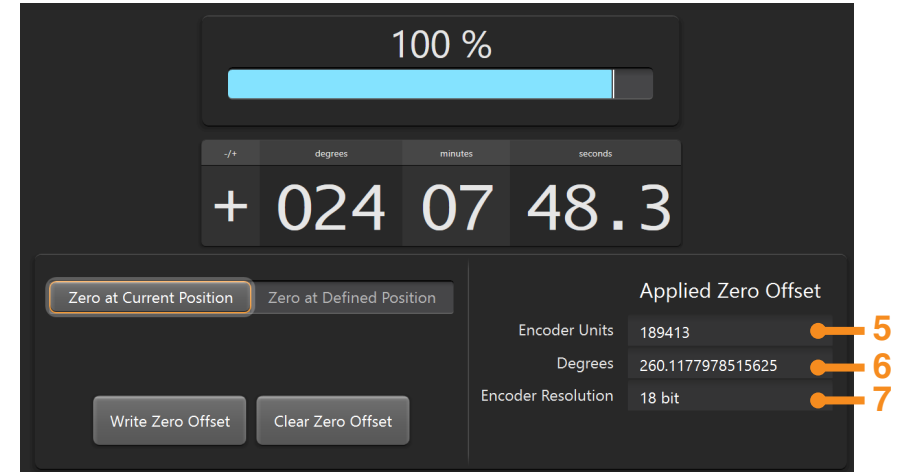 100 %
-/+ degrees minutes seconds
+ 024 07 48.3
Zero at Current Position Zero at Defined Position
Write Zero Offset Clear Zero Offset
Applied Zero Offset
Encoder Units 189413 5
Degrees 260.1177978515625 6
Encoder Resolution 18 bit 7